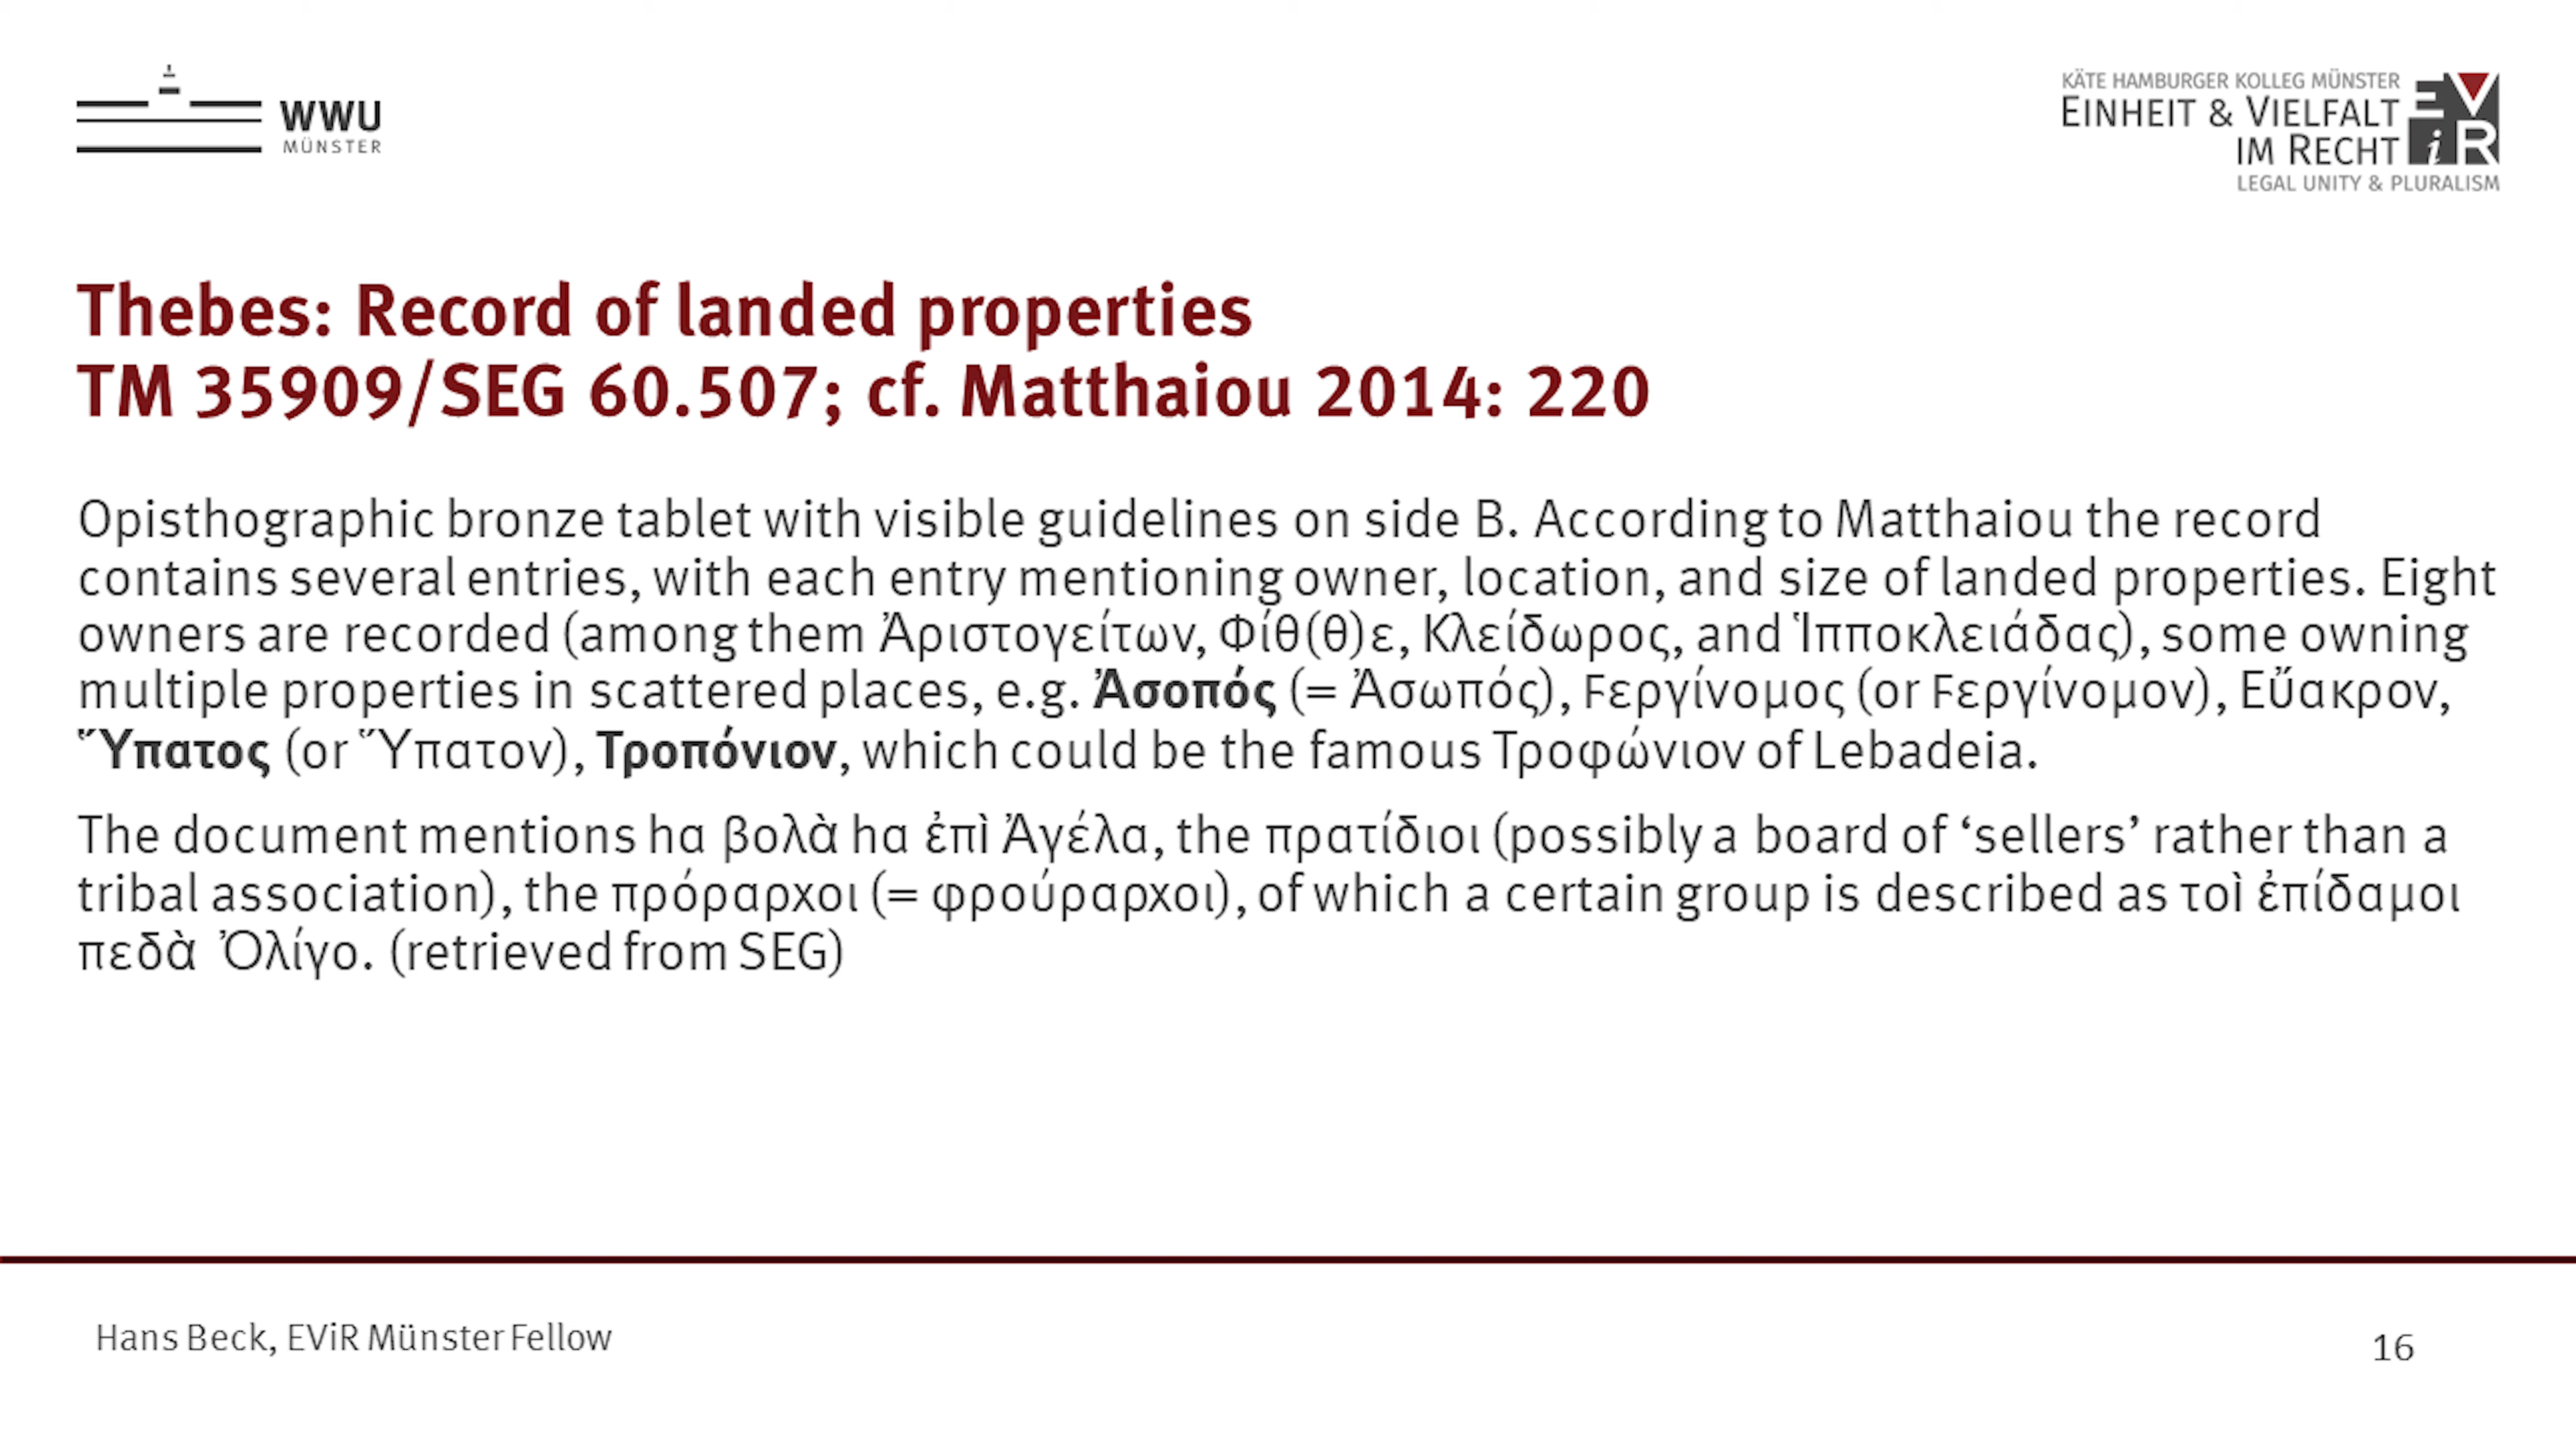 WWU
MÜNSTER
KÄTE HAMBURGER KOLLEG MÜNSTER
EINHEIT & VIELFALT
IM RECHT
EViR
LEGAL UNITY & PLURALISM
Thebes: Record of landed properties
TM 35909/SEG 60.507; cf. Matthaiou 2014: 220
Opisthographic bronze tablet with visible guidelines on side B. According to Matthaiou the record
contains several entries, with each entry mentioning owner, location, and size of landed properties. Eight
owners are recorded (among them Ἀριστογείτων, Φίθ(θ)ε, Κλείδωρος, and Ἱπποκλειάδας), some owning
multiple properties in scattered places, e.g. Ἀσοπός (= Ἀσωπός), Ϝεργίνομος (or Ϝεργίνομον), Εὔακρον,
Ὕπατος (or Ὕπατον), Τροπόνιον, which could be the famous Τροφώνιον of Lebadeia.
The document mentions hα βολὰ hα ἐπὶ Ἀγέλα, the πρατίδιοι (possibly a board of ‘sellers’ rather than a
tribal association), the πρόραρχοι (= φρούραρχοι), of which a certain group is described as τοὶ ἐπίδαμοι
πεδὰ Ὀλίγο. (retrieved from SEG)
Hans Beck, EViR Münster Fellow
16